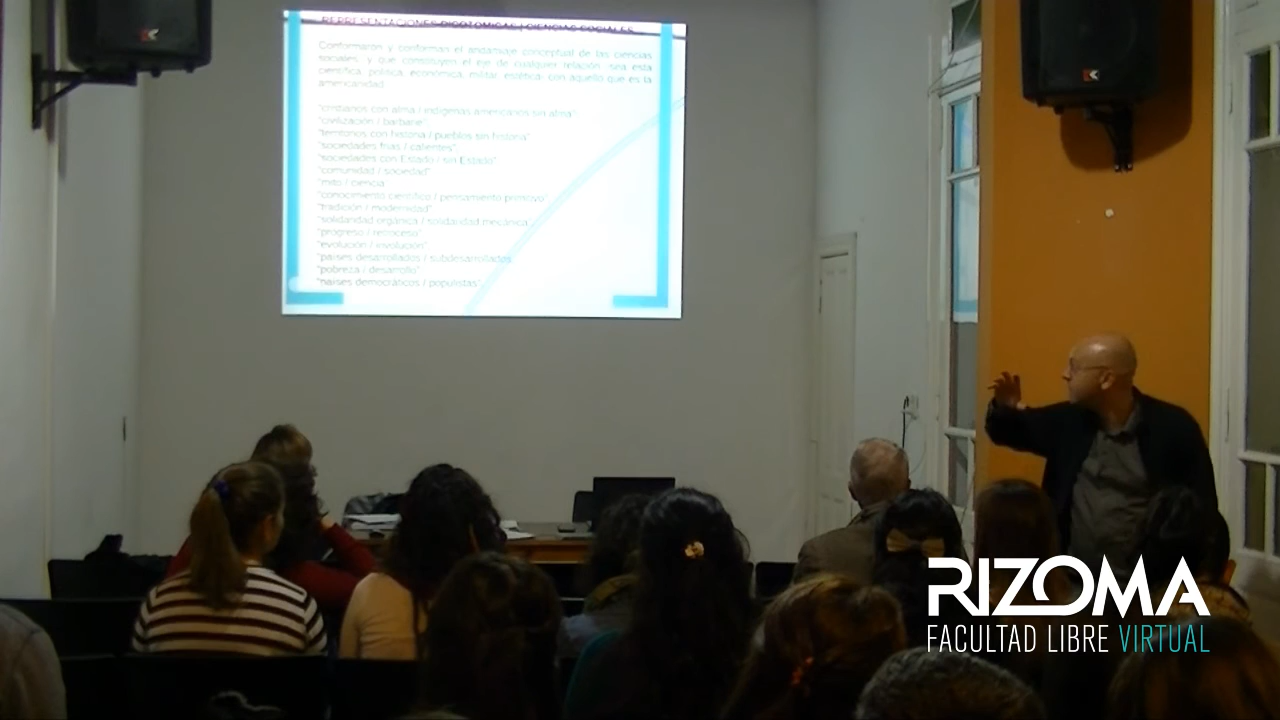 REPRESENTACIONES DICOTOMICAS | CIENCIAS SOCIALES
Conformaron y conforman el andamiaje conceptual de las ciencias
sociales, y que constituyen el eje de cualquier relación, sea esta
científica, política, económica, militar, estética, con aquello que es la
americanidad:
"cristianos con alma / indígenas americanos sin alma"
"civilización / barbarie"
"territorios con historia / pueblos sin historia"
"sociedades frías / calientes"
"sociedades con Estado / sin Estado"
"comunidad / sociedad"
"mito / ciencia
"conocimiento científico / pensamiento primitivo"
"tradición / modernidad"
"solidaridad orgánica / solidaridad mecánica"
"progreso / retroceso"
"evolución / involución"
"países desarrollados / subdesarrollados
"pobreza / desarrollo"
"países democráticos / populistas"
RIZOMA
FACULTAD LIBRE VIRTUAL